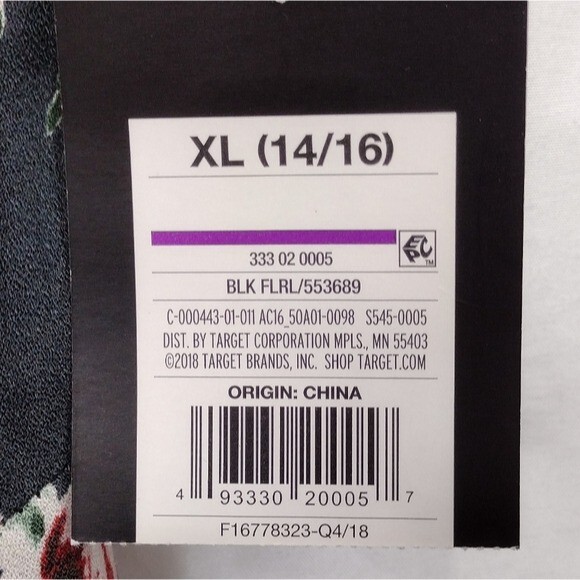 XL (14/16)
EPC™
333 02 0005
BLK FLRL/553689
C-000443-01-011 AC16_50A01-0098 S545-0005
DIST. BY TARGET CORPORATION MPLS., MN 55403
©2018 TARGET BRANDS, INC. SHOP TARGET.COM
ORIGIN: CHINA
4 93330 20005 7
F16778323-Q4/18